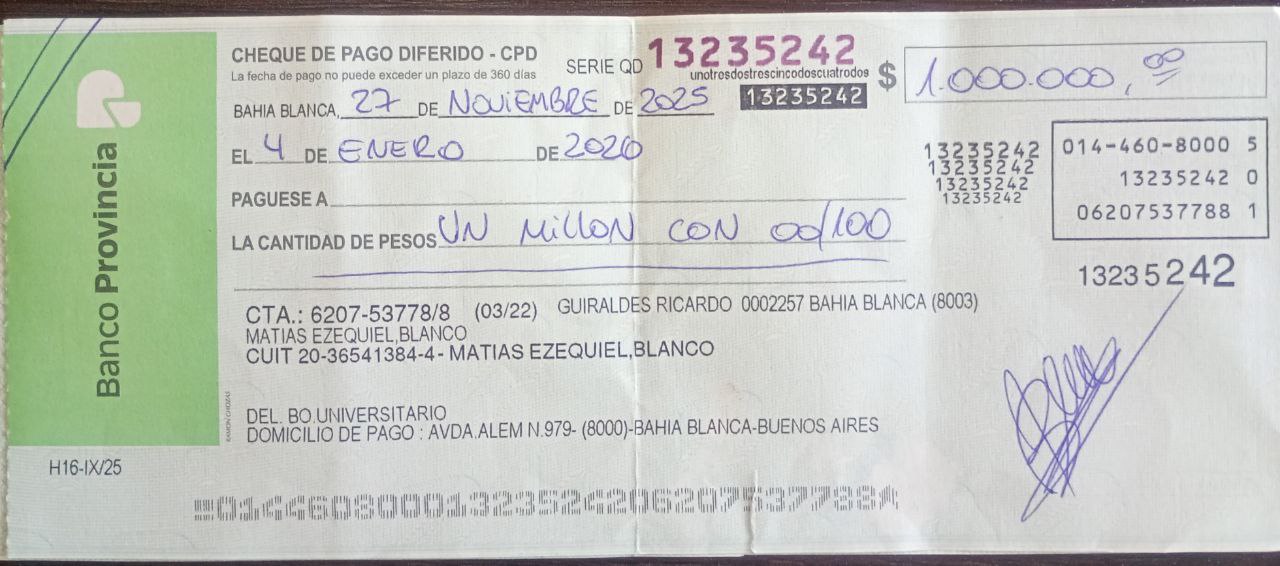 Banco Provincia
CHEQUE DE PAGO DIFERIDO - CPD
La fecha de pago no puede exceder un plazo de 360 días
SERIE QD 13235242
unotresdostrescincodoscuatrodos
13235242
$ 1.000.000,00
BAHIA BLANCA, 27 DE NOVIEMBRE DE 2025
EL 4 DE ENERO DE 2026
PAGUESE A
LA CANTIDAD DE PESOS UN MILLON CON 00/100
13235242
13235242
13235242
13235242
014-460-8000 5
13235242 0
06207537788 1
13235242
CTA.: 6207-53778/8 (03/22) GUIRALDES RICARDO 0002257 BAHIA BLANCA (8003)
MATIAS EZEQUIEL,BLANCO
CUIT 20-36541384-4- MATIAS EZEQUIEL,BLANCO
RAMON CHOZAS
DEL. BO.UNIVERSITARIO
DOMICILIO DE PAGO : AVDA.ALEM N.979- (8000)-BAHIA BLANCA-BUENOS AIRES
H16-IX/25
01446080001323524206207537788